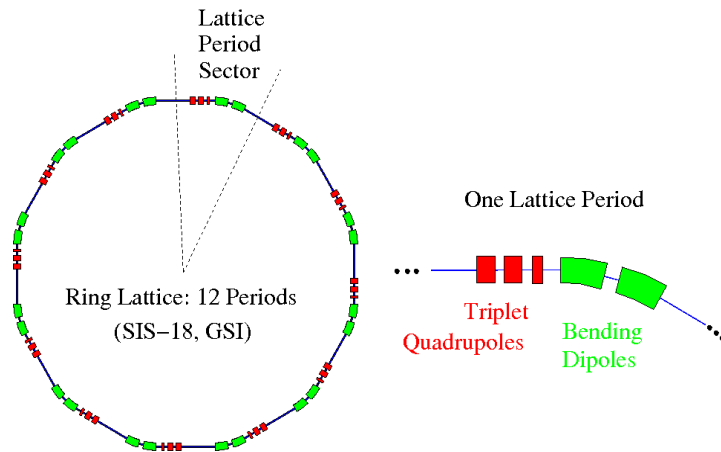 Lattice
Period
Sector
Ring Lattice: 12 Periods
(SIS−18, GSI)
One Lattice Period
Triplet
Quadrupoles
Bending
Dipoles